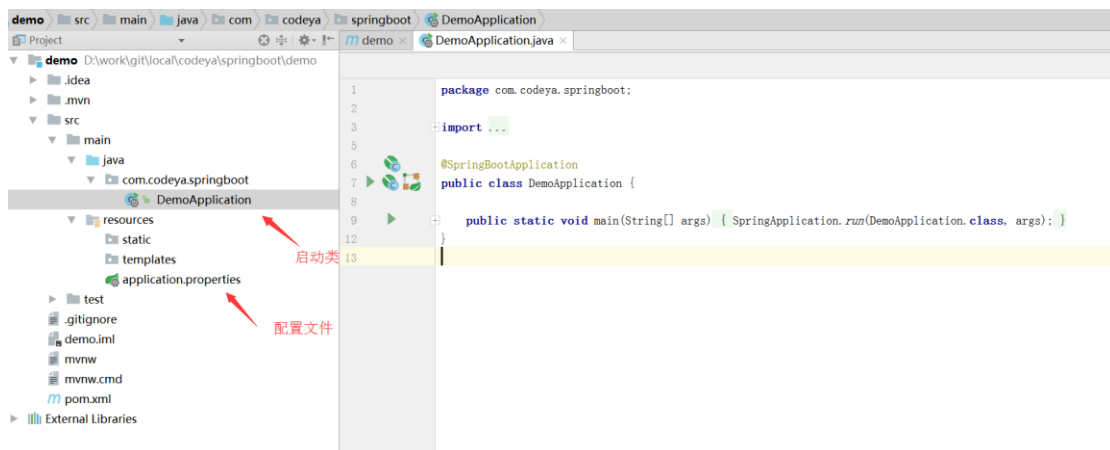 demo src main java com codeya springboot DemoApplication
Project
demo
DemoApplication.java
demo D:\work\git\local\codeya\springboot\demo
.idea
.mvn
src
main
java
com.codeya.springboot
DemoApplication
resources
static
templates
application.properties
test
.gitignore
demo.iml
mvnw
mvnw.cmd
pom.xml
External Libraries
启动类
配置文件
1 package com.codeya.springboot;
2
3 import ...
5
6 @SpringBootApplication
7 public class DemoApplication {
8
9 public static void main(String[] args) { SpringApplication.run(DemoApplication.class, args); }
12 }
13